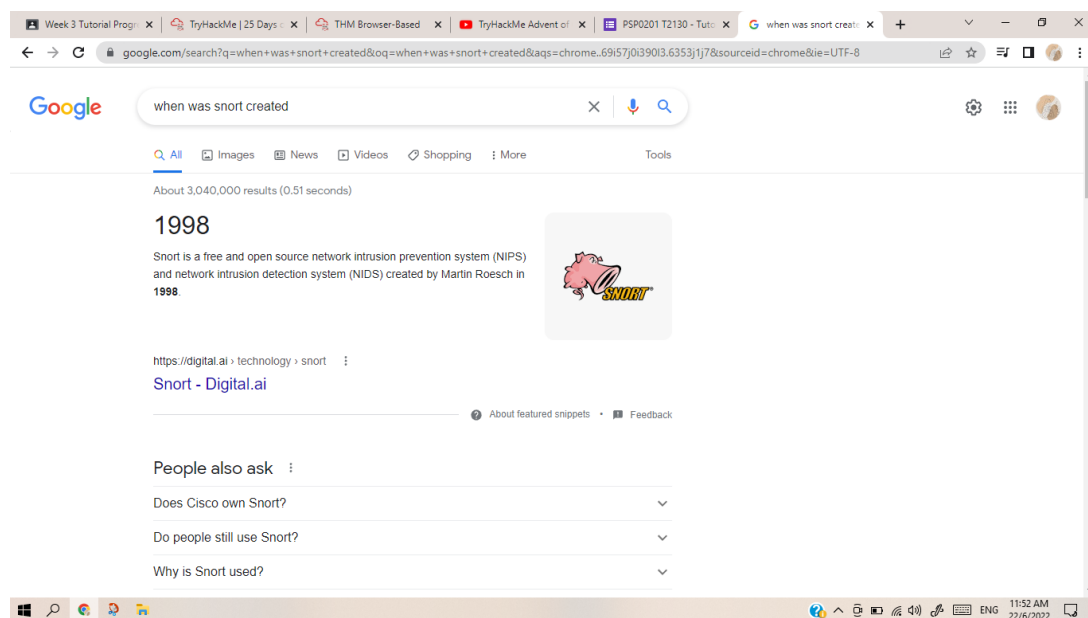 Week 3 Tutorial Progr
TryHackMe | 25 Days c
THM Browser-Based
TryHackMe Advent of
PSP0201 T2130 - Tuto
when was snort create
google.com/search?q=when+was+snort+created&oq=when+was+snort+created&aqs=chrome..69i57j0i390l3.6353j1j7&sourceid=chrome&ie=UTF-8
Google
when was snort created
All
Images
News
Videos
Shopping
More
Tools
About 3,040,000 results (0.51 seconds)
1998
Snort is a free and open source network intrusion prevention system (NIPS)
and network intrusion detection system (NIDS) created by Martin Roesch in
1998.
SNORT
https://digital.ai › technology › snort
Snort - Digital.ai
About featured snippets • Feedback
People also ask
Does Cisco own Snort?
Do people still use Snort?
Why is Snort used?
ENG
11:52 AM
22/6/2022